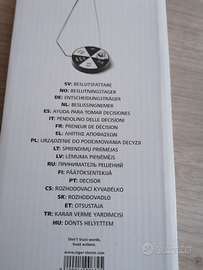 SV: BESLUTSFATTARE
NO: BESLUTNINGSTAGER
DE: ENTSCHEIDUNGSTRÄGER
NL: BESLISSINGNEMER
ES: AYUDA PARA TOMAR DECISIONES
IT: PENDOLINO DELLE DECISIONI
FR: PRENEUR DE DECISION
EL: ΛΗΠΤΗΣ ΑΠΟΦΑΣΕΩΝ
PL: URZĄDZENIE DO PODEJMOWANIA DECYZJI
LT: SPRENDIMŲ PRIĖMĖJAS
LV: LĒMUMA PIEŅĒMĒJS
RU: ПРИНИМАТЕЛЬ РЕШЕНИЙ
FI: PÄÄTÖKSENTEKIJÄ
PT: DECISOR
CS: ROZHODOVACÍ KYVADÉLKO
SK: ROZHODOVADLO
ET: OTSUSTAJA
TR: KARAR VERME YARDIMCISI
HU: DÖNTS HELYETTEM
Don't trust words,
trust actions.
www.tiger-stores.com
Subito.it